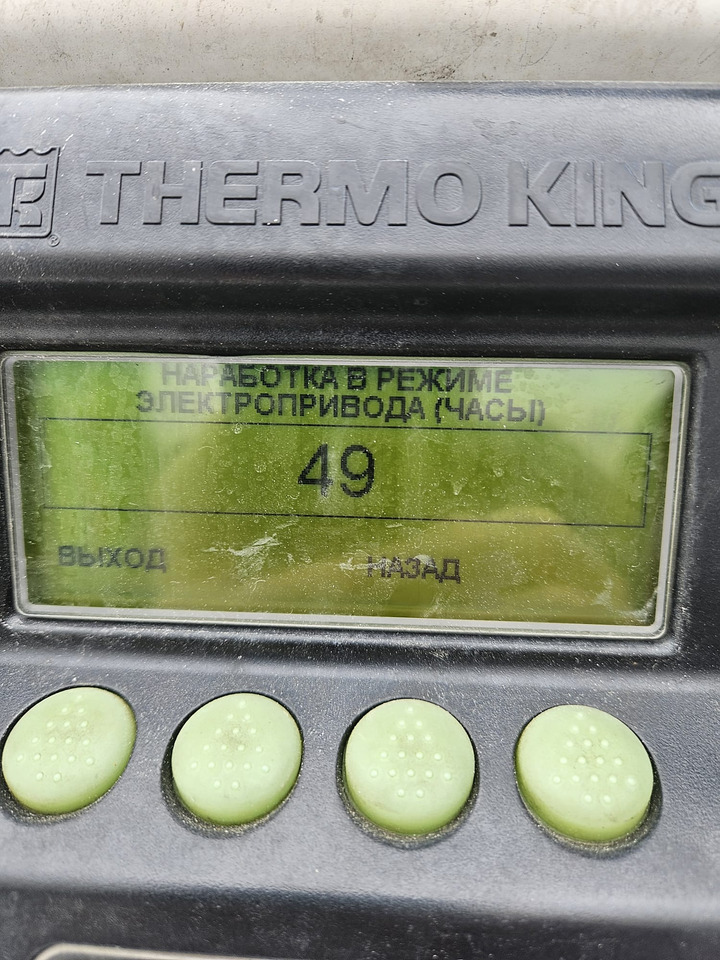 THERMO KING
НАРАБОТКА В РЕЖИМЕ
ЭЛЕКТРОПРИВОДА (ЧАСЫ)
49
ВЫХОД НАЗАД